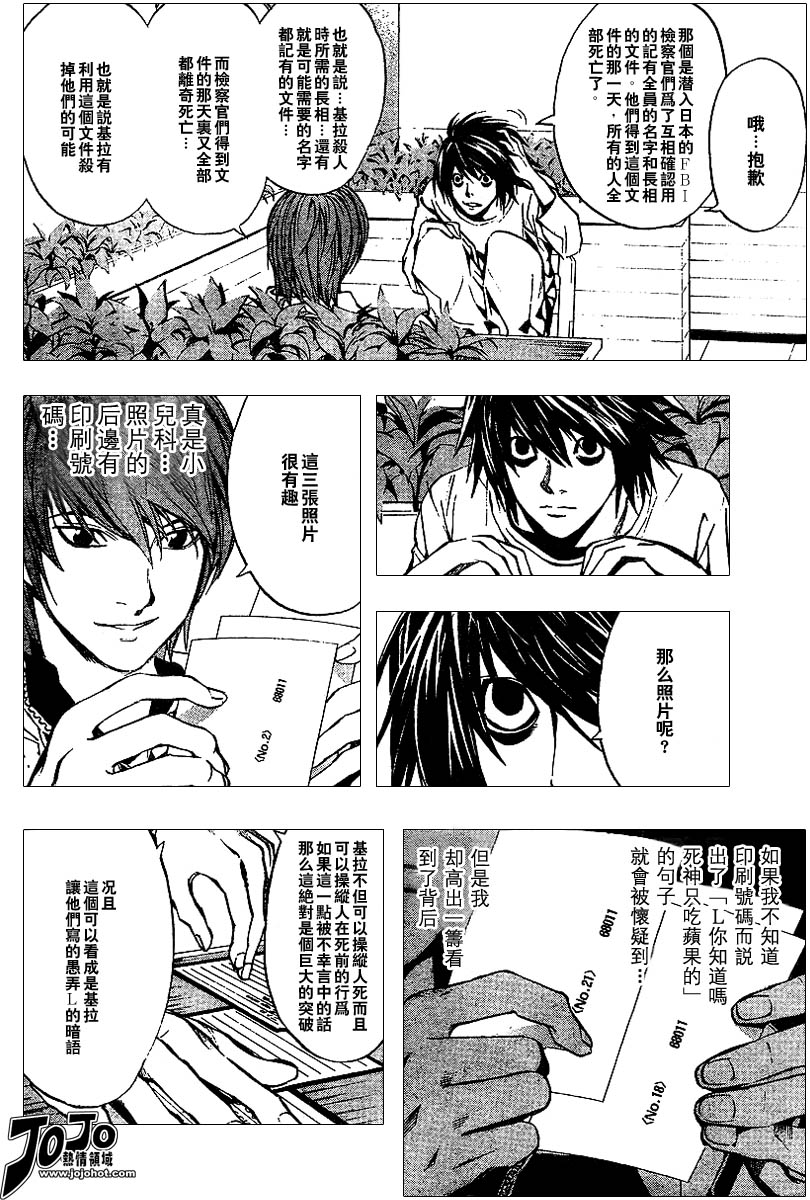 哦…抱歉
那個是潜入日本的FBI
檢察官們爲了互相確認用
的記有全員的名字和長相
的文件。他們得到這個文
件的那一天，所有的人全
部死亡了。
也就是説…基拉殺人
時所需的長相…還有
就是可能需要的名字
都記有的文件…
而檢察官們得到文
件的那天裏又全部
都離奇死亡…
也就是説基拉有
利用這個文件殺
掉他們的可能
那么照片呢？
這三張照片
很有趣
真是小
兒科…
照片的
后邊有
印刷號
碼…
68011
(No.2)
如果我不知道
印刷號碼而説
出了「L你知道嗎
死神只吃蘋果的」
的句子
就會被懷疑到…
但是我
却高出一籌看
到了背后
68011
(No.21)
68011
(No.18)
基拉不但可以操縱人死而且
可以操縱人在死前的行爲
如果這一點被不幸言中的話
那么這絶對是個巨大的突破
况且
這個可以看成是基拉
讓他們寫的愚弄L的暗語
JOJO
熱情領域
www.jojohot.com